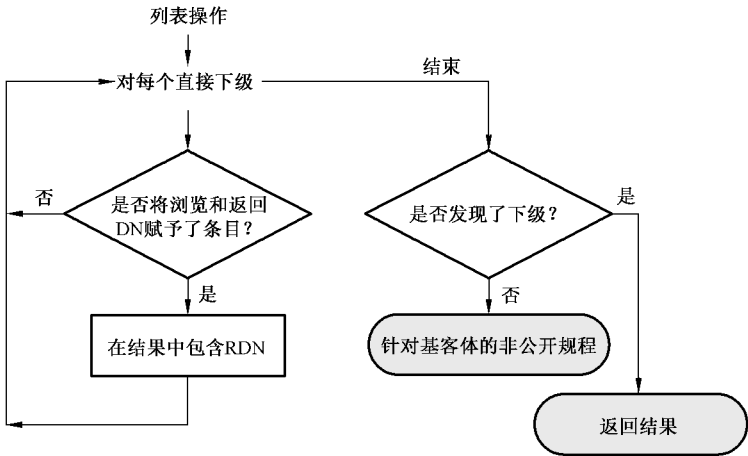 列表操作
对每个直接下级
结束
否
是否将浏览和返回
DN赋予了条目？
是否发现了下级？
是
是
否
在结果中包含RDN
针对基客体的非公开规程
返回结果